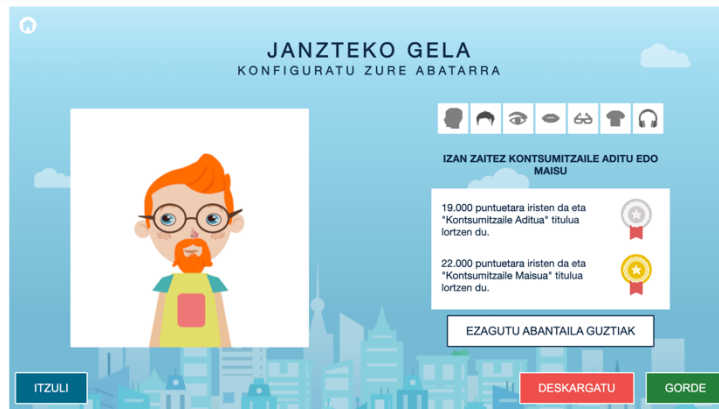 JANZTEKO GELA
KONFIGURATU ZURE ABATARRA
IZAN ZAITEZ KONTSUMITZAILE ADITU EDO
MAISU
19.000 puntuetara iristen da eta
"Kontsumitzaile Aditua" titulua
lortzen du.
22.000 puntuetara iristen da eta
"Kontsumitzaile Maisua" titulua
lortzen du.
EZAGUTU ABANTAILA GUZTIAK
ITZULI
DESKARGATU
GORDE